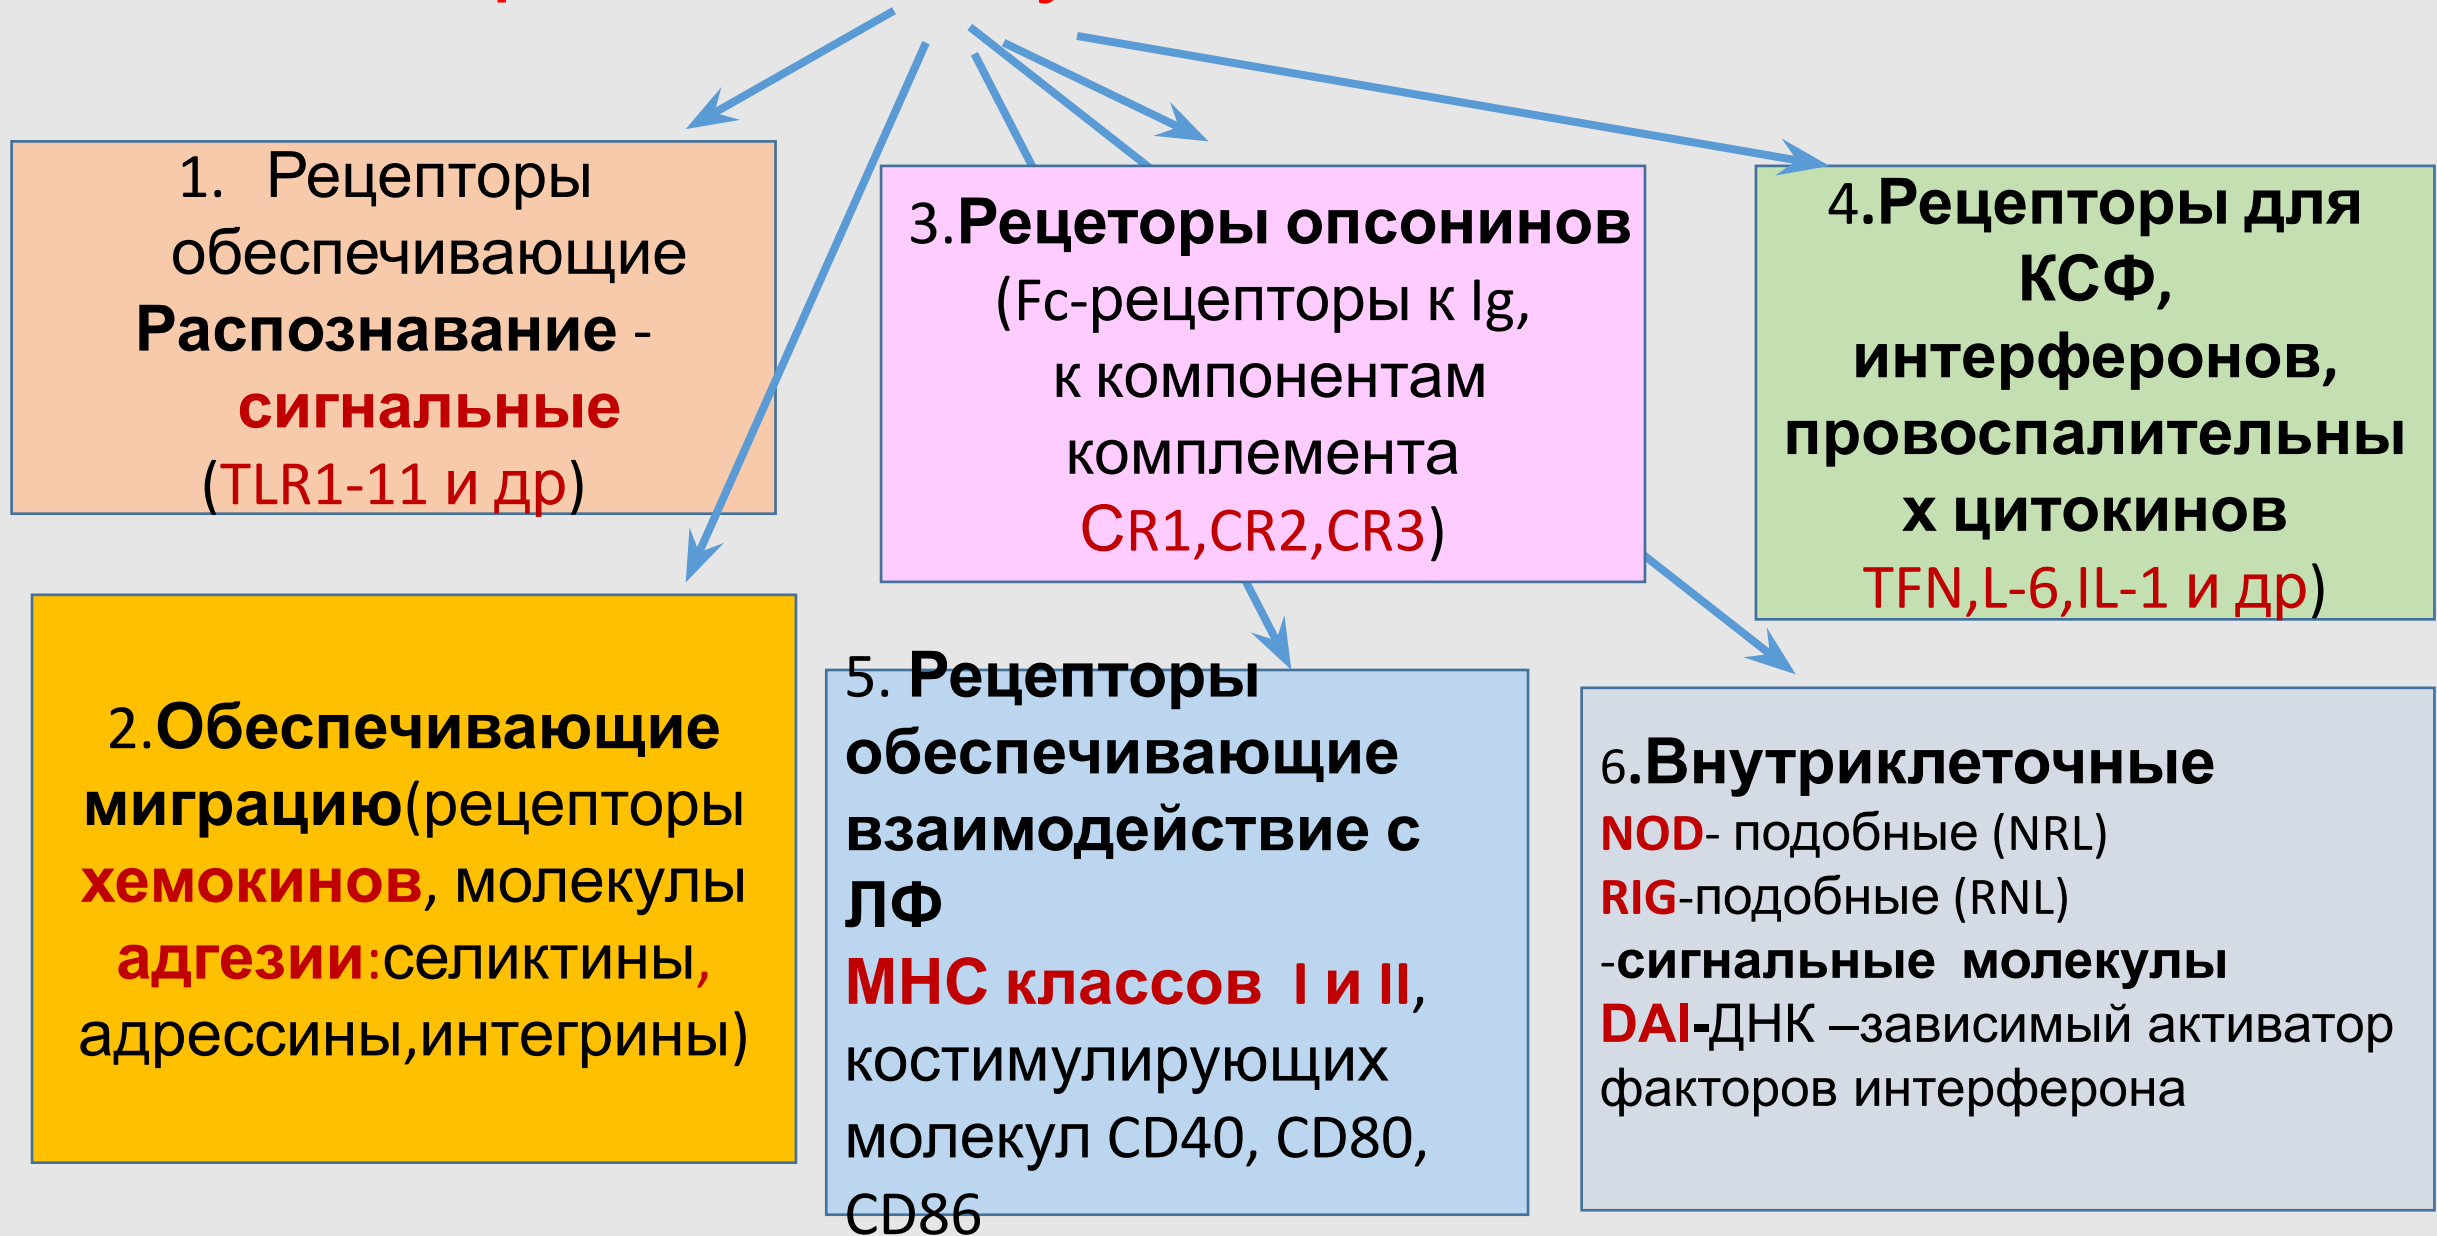 1. Рецепторы
обеспечивающие
Распознавание -
сигнальные
(TLR1-11 и др)
2.Обеспечивающие
миграцию(рецепторы
хемокинов, молекулы
адгезии:селиктины,
адрессины,интегрины)
3.Рецеторы опсонинов
(Fc-рецепторы к Ig,
к компонентам
комплемента
CR1,CR2,CR3)
4.Рецепторы для
КСФ,
интерферонов,
провоспалительны
х цитокинов
TFN,L-6,IL-1 и др)
5. Рецепторы
обеспечивающие
взаимодействие с
ЛФ
МНС классов I и II,
костимулирующих
молекул CD40, CD80,
CD86
6.Внутриклеточные
NOD- подобные (NRL)
RIG-подобные (RNL)
-сигнальные молекулы
DAI-ДНК –зависимый активатор
факторов интерферона